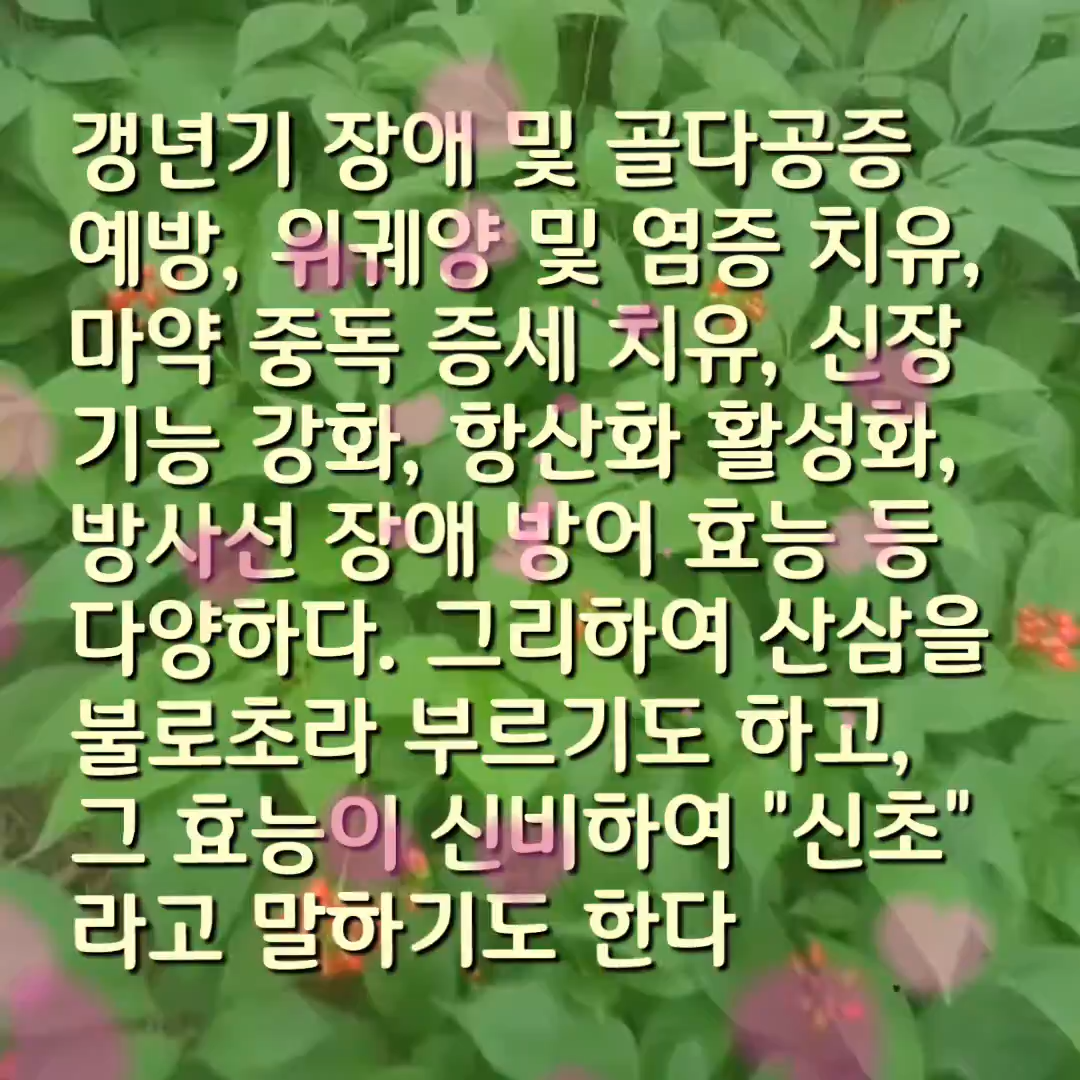 갱년기 장애 및 골다공증
예방, 위궤양 및 염증 치유,
마약 중독 증세 치유, 신장
기능 강화, 항산화 활성화,
방사선 장애 방어 효능 등
다양하다. 그리하여 산삼을
불로초라 부르기도 하고,
그 효능이 신비하여 "신초"
라고 말하기도 한다